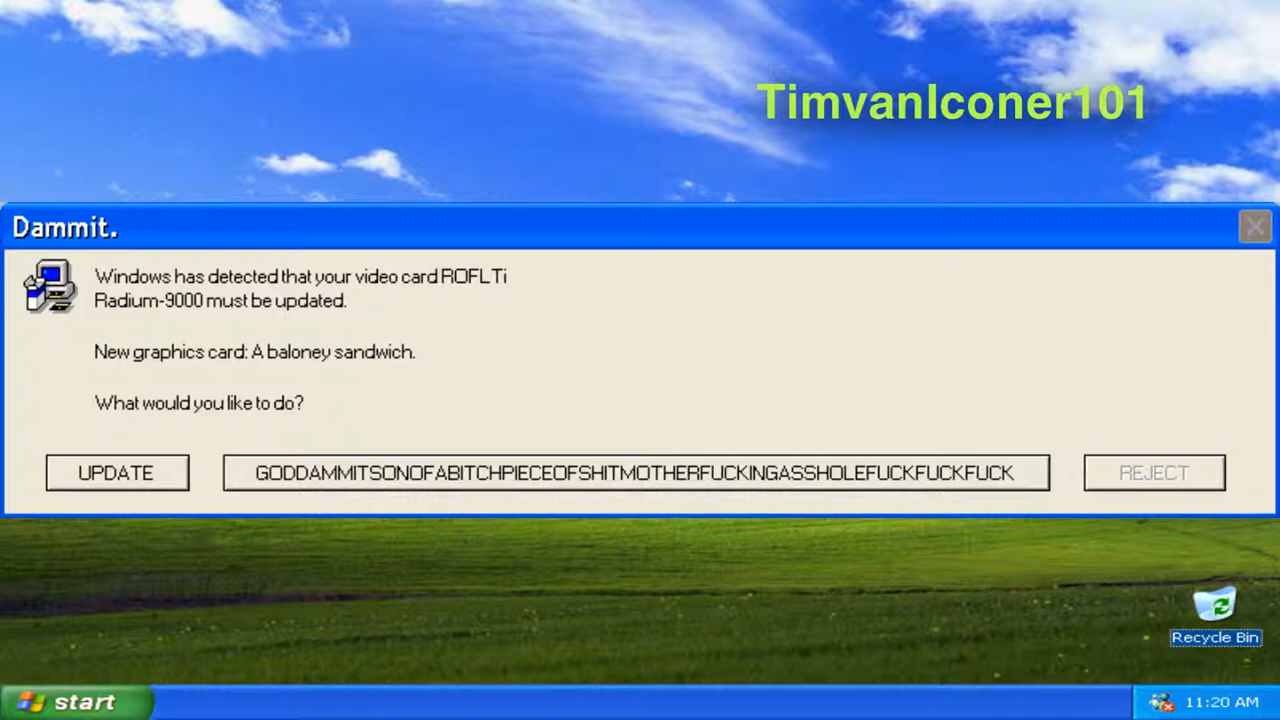 TimvanIconer101
Dammit.
Windows has detected that your video card ROFLTi
Radium-9000 must be updated.
New graphics card: A baloney sandwich.
What would you like to do?
UPDATE
GODDAMMITSONOFABITCHPIECEOFSHITMOTHERFUCKINGASSHOLEFUCKFUCKFUCK
REJECT
Recycle Bin
start
11:20 AM